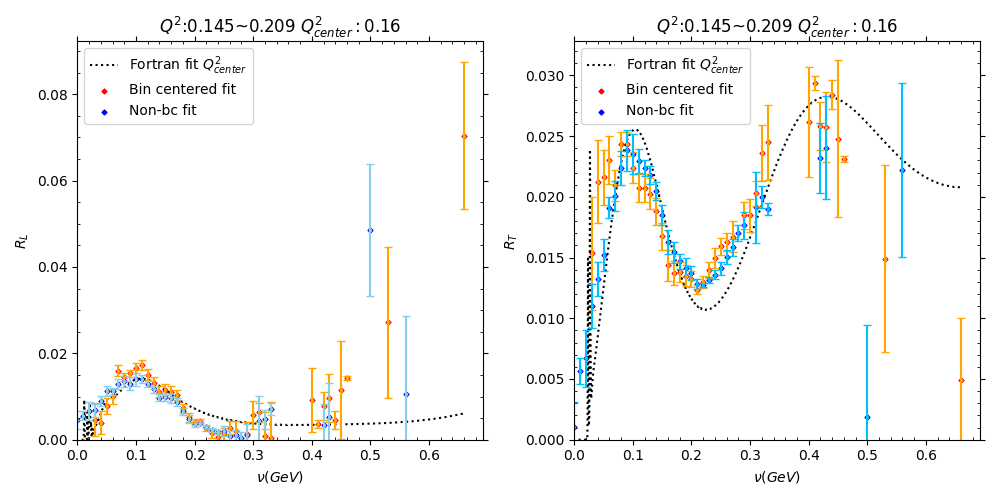 Q²:0.145~0.209 Q²center : 0.16
Fortran fit Q²center
Bin centered fit
Non-bc fit
R_L
0.08
0.06
0.04
0.02
0.00
0.0 0.1 0.2 0.3 0.4 0.5 0.6
ν(GeV)
Q²:0.145~0.209 Q²center : 0.16
Fortran fit Q²center
Bin centered fit
Non-bc fit
R_T
0.030
0.025
0.020
0.015
0.010
0.005
0.000
0.0 0.1 0.2 0.3 0.4 0.5 0.6
ν(GeV)